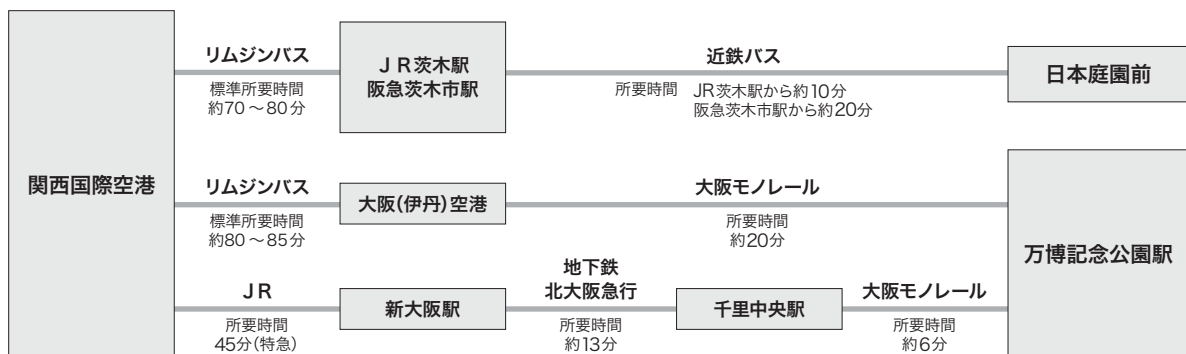 関西国際空港
リムジンバス
標準所要時間
約70～80分
ＪＲ茨木駅
阪急茨木市駅
近鉄バス
所要時間 JR茨木駅から約10分
阪急茨木市駅から約20分
日本庭園前
リムジンバス
標準所要時間
約80～85分
大阪(伊丹)空港
大阪モノレール
所要時間
約20分
万博記念公園駅
ＪＲ
所要時間
45分(特急)
新大阪駅
地下鉄
北大阪急行
所要時間
約13分
千里中央駅
大阪モノレール
所要時間
約6分